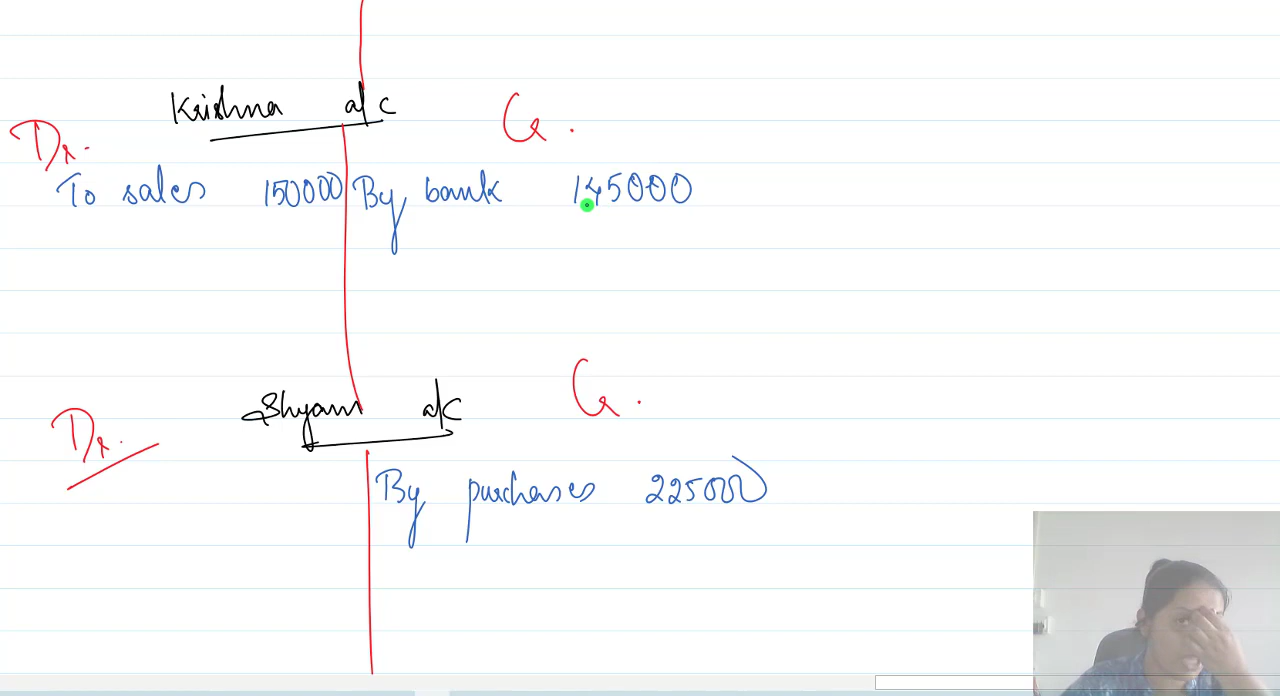 Krishna a/c
Dr. Cr.
To sales 150000 By bank 145000
Shyam a/c
Dr. Cr.
By purchases 225000